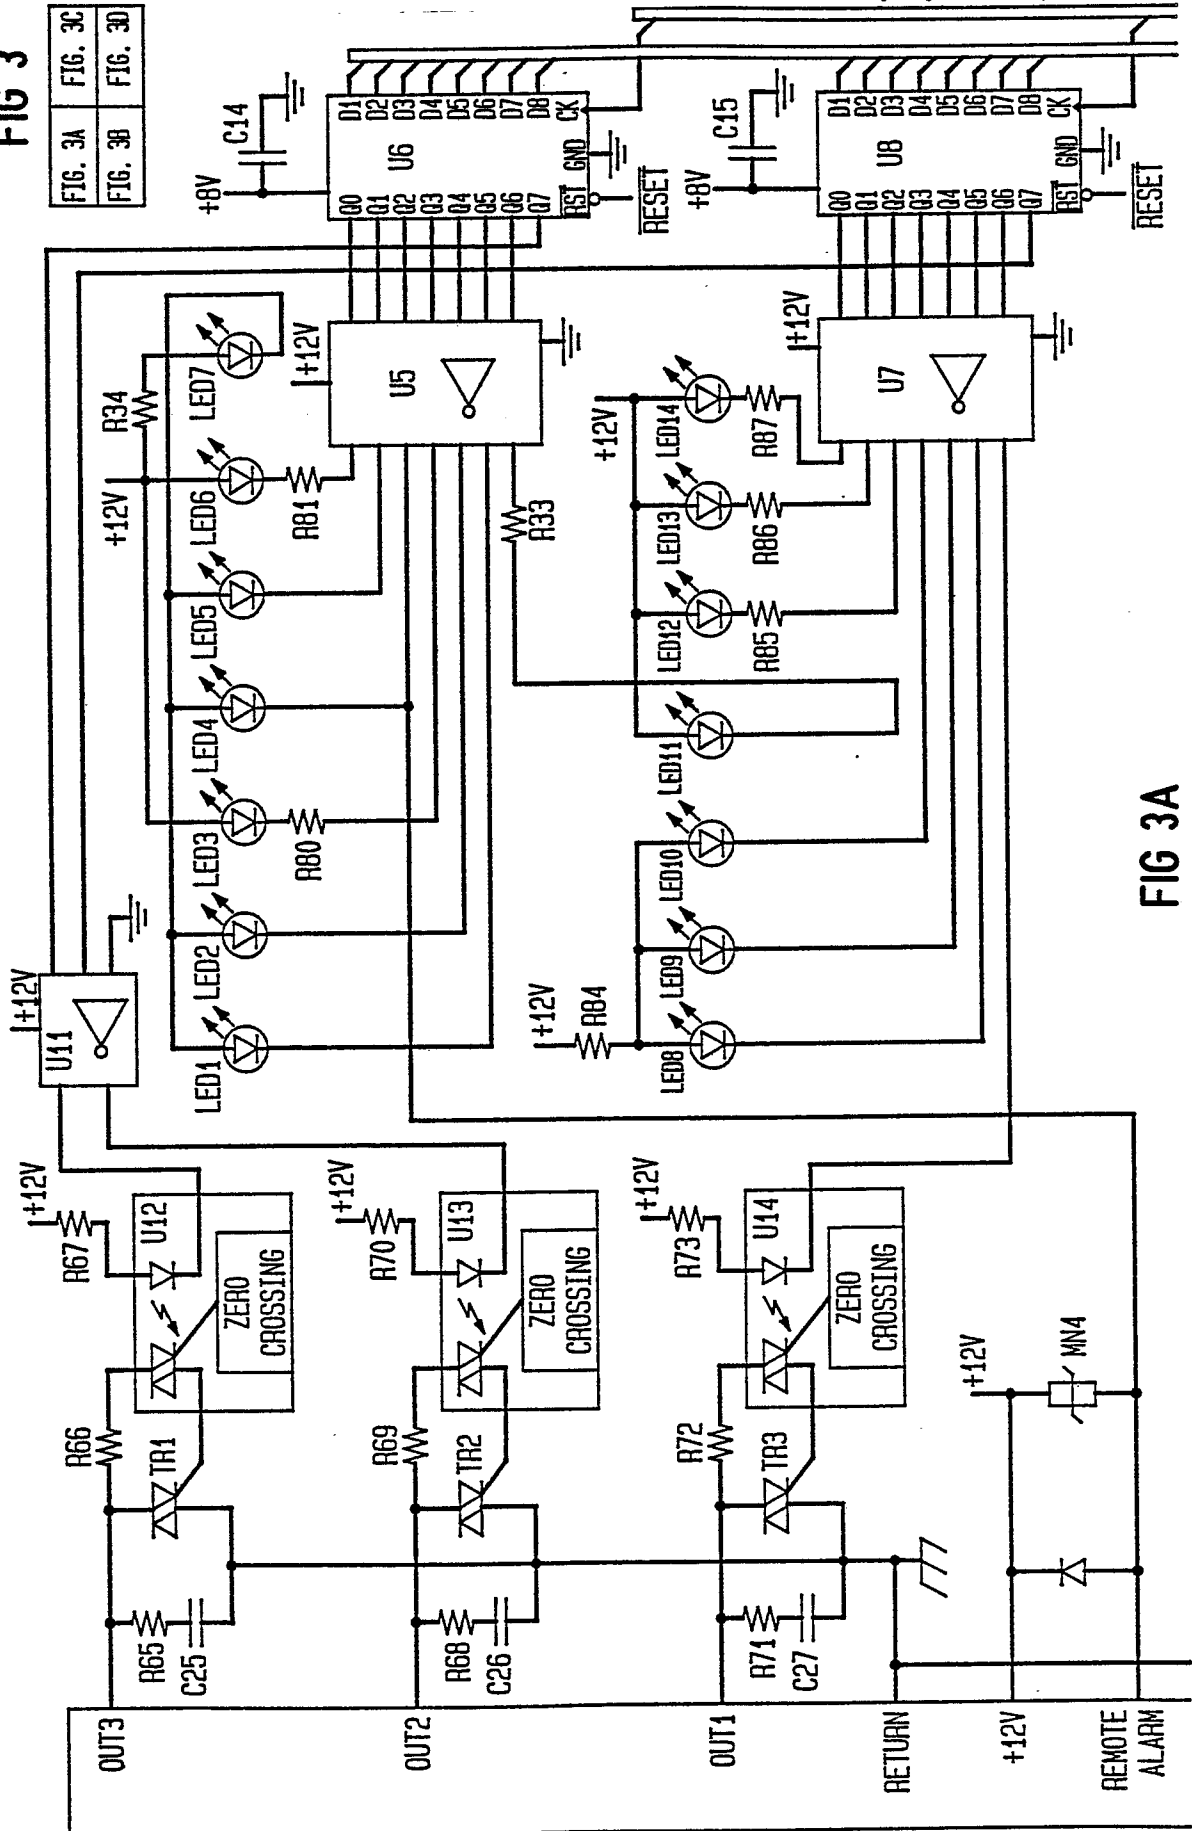 FIG 3
FIG. 3A FIG. 3C
FIG. 3B FIG. 3D
+8V
C14
U6
D1 D2 D3 D4 D5 D6 D7 D8 CK
GND
Q0 Q1 Q2 Q3 Q4 Q5 Q6 Q7 RST
RESET
+8V
C15
U8
D1 D2 D3 D4 D5 D6 D7 D8 CK
GND
Q0 Q1 Q2 Q3 Q4 Q5 Q6 Q7 RST
RESET
+12V
R34
LED7
LED6
LED5
LED4
LED3
LED2
LED1
R81
R80
+12V
U5
R33
+12V
LED14
LED13
LED12
LED11
LED10
LED9
LED8
R87
R86
R85
+12V
R84
+12V
U7
+12V
U11
+12V
R67
U12
ZERO
CROSSING
R66
TR1
R65
C25
OUT3
+12V
R70
U13
ZERO
CROSSING
R69
TR2
R68
C26
OUT2
+12V
R73
U14
ZERO
CROSSING
R72
TR3
R71
C27
OUT1
RETURN
+12V
MN4
+12V
REMOTE
ALARM
FIG 3A